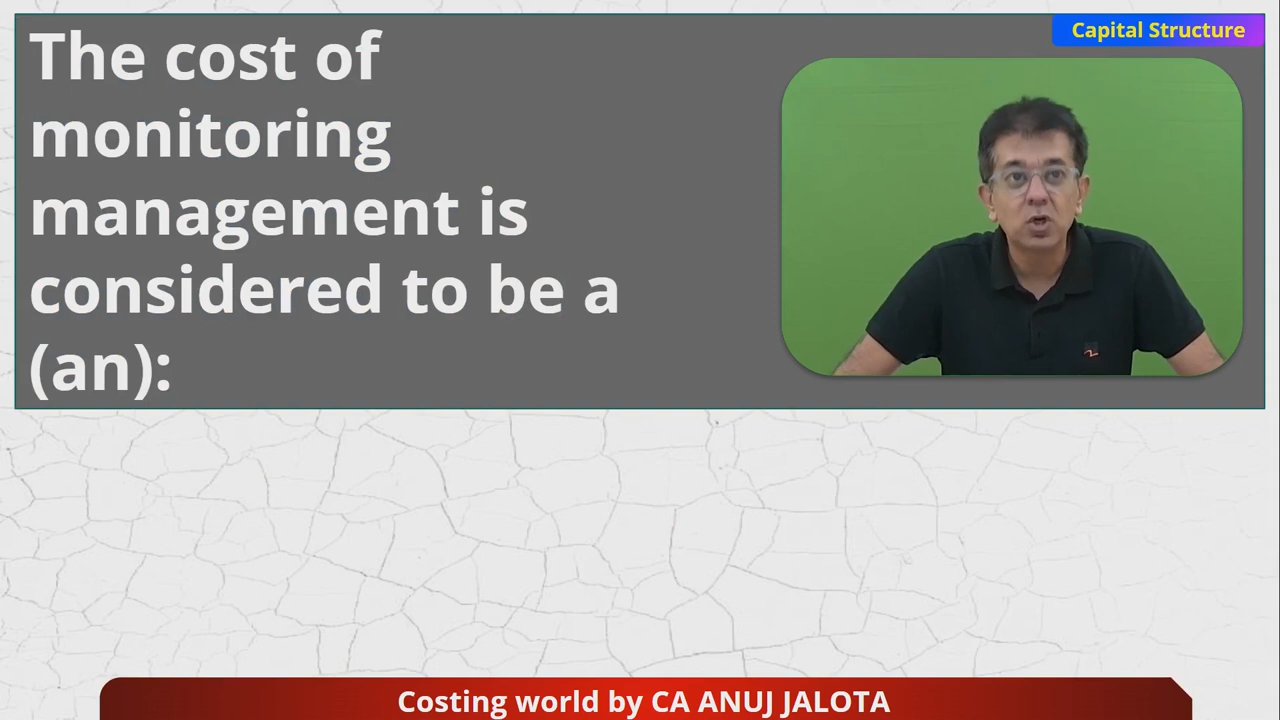 Capital Structure
The cost of
monitoring
management is
considered to be a
(an):
Costing world by CA ANUJ JALOTA